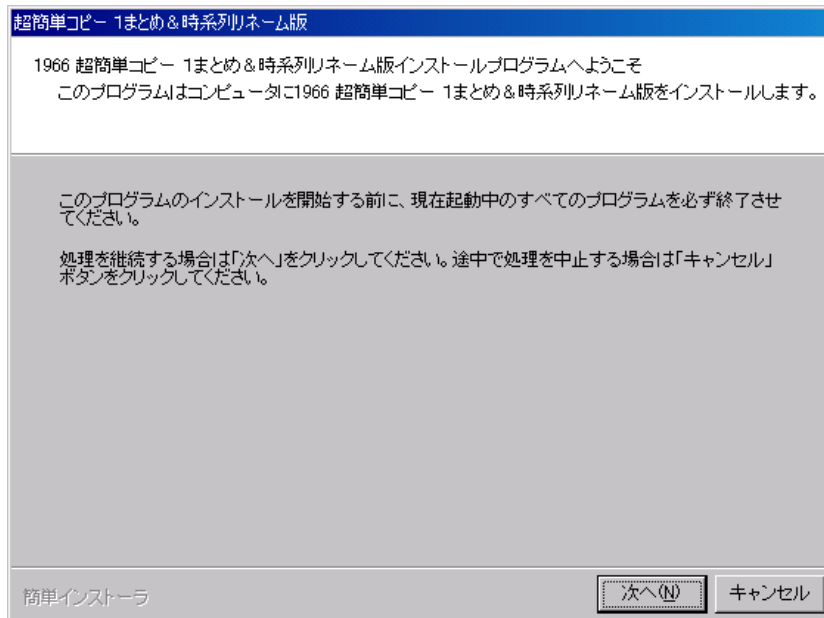 超簡単コピー 1まとめ＆時系列リネーム版
1966 超簡単コピー 1まとめ＆時系列リネーム版インストールプログラムへようこそ
このプログラムはコンピュータに1966 超簡単コピー 1まとめ＆時系列リネーム版をインストールします。
このプログラムのインストールを開始する前に、現在起動中のすべてのプログラムを必ず終了させ
てください。
処理を継続する場合は「次へ」をクリックしてください。途中で処理を中止する場合は「キャンセル」
ボタンをクリックしてください。
簡単インストーラ
次へ(N)
キャンセル